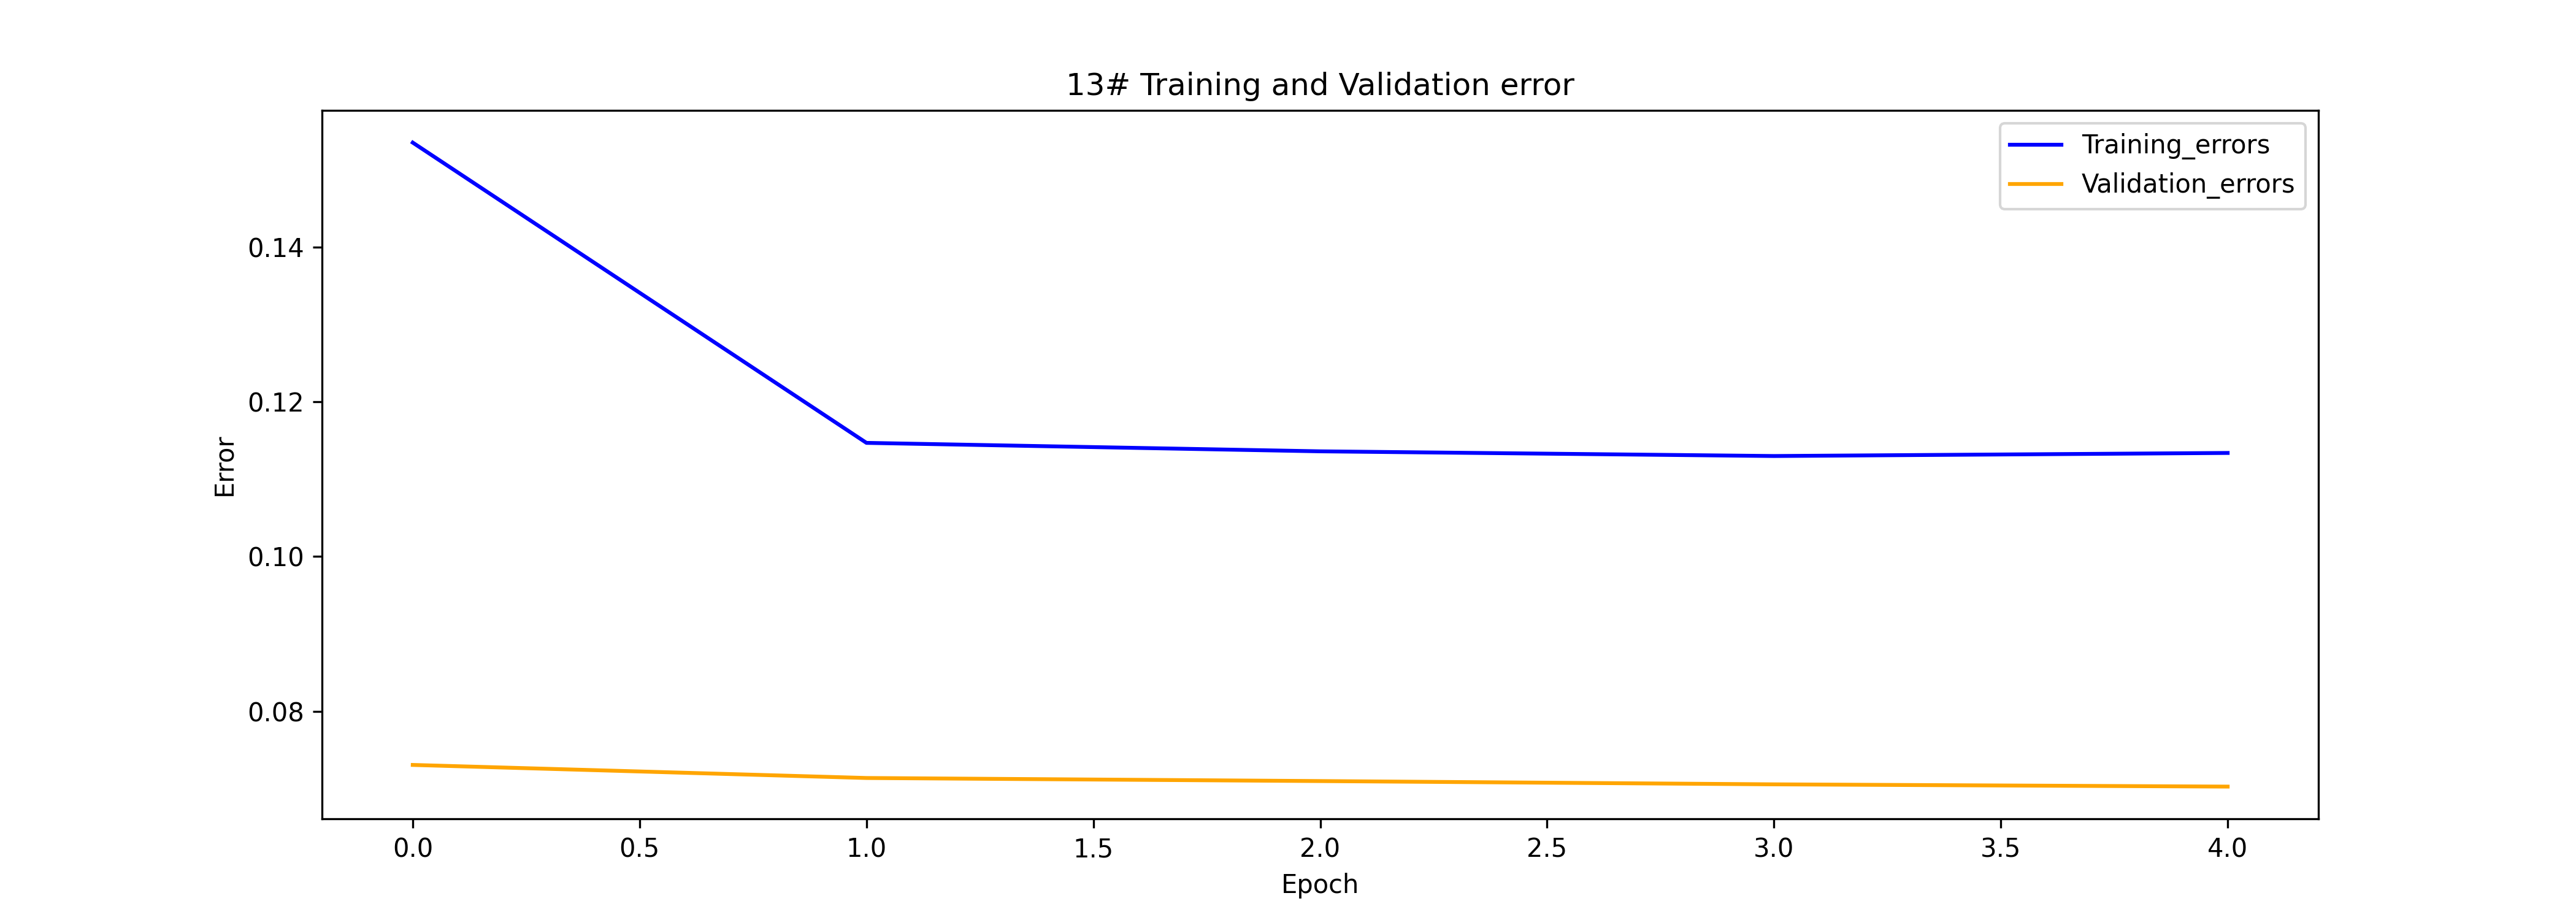 13# Training and Validation error
Training_errors
Validation_errors
0.14
0.12
0.10
0.08
Error
0.0 0.5 1.0 1.5 2.0 2.5 3.0 3.5 4.0
Epoch